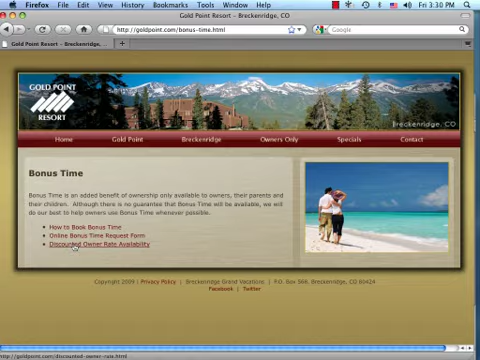 Firefox File Edit View History Bookmarks Tools Window Help Fri 3:30 PM
Gold Point Resort – Breckenridge, CO
http://goldpoint.com/bonus-time.html Google
Gold Point Resort – Breckenridge, ...
GOLD POINT
RESORT
Breckenridge, CO
Home Gold Point Breckenridge Owners Only Specials Contact
Bonus Time
Bonus Time is an added benefit of ownership only available to owners, their parents and
their children. Although there is no guarantee that Bonus Time will be available, we will
do our best to help owners use Bonus Time whenever possible.
How to Book Bonus Time
Online Bonus Time Request Form
Discounted Owner Rate Availability
Copyright 2009 | Privacy Policy | Breckenridge Grand Vacations | P.O. Box 568, Breckenridge, CO 80424
Facebook | Twitter
http://goldpoint.com/discounted-owner-rate.html